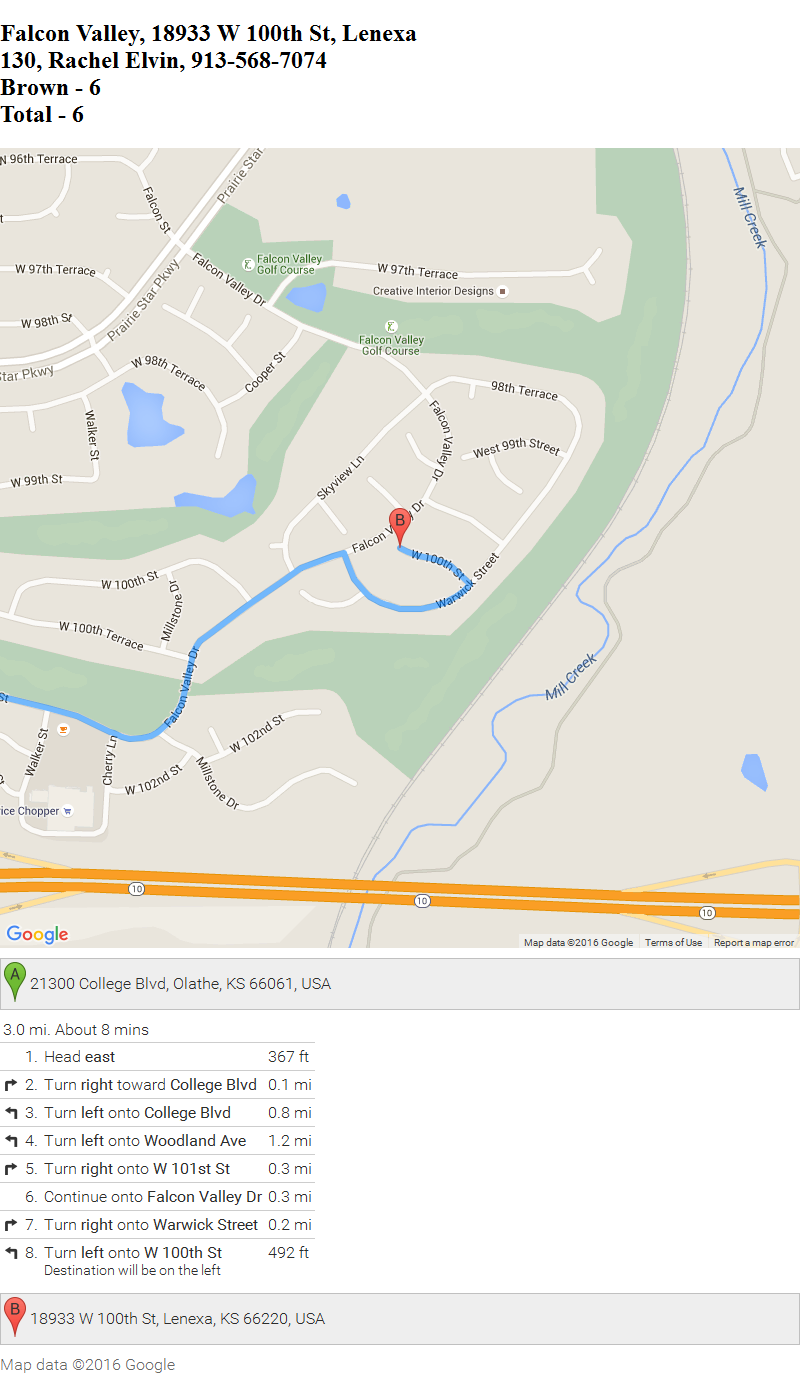 Falcon Valley, 18933 W 100th St, Lenexa
130, Rachel Elvin, 913-568-7074
Brown - 6
Total - 6
N 96th Terrace
Prairie Star
Falcon St
Mill Creek
Falcon Valley
Golf Course
W 97th Terrace
W 97th Terrace
Falcon Valley Dr
Prairie Star Pkwy
Creative Interior Designs
W 98th St
Falcon Valley
Golf Course
Star Pkwy
W 98th Terrace
Cooper St
98th Terrace
Walker St
Falcon Valley Dr
West 99th Street
Skyview Ln
W 99th St
B
Falcon Valley Dr
W 100th St
Warwick Street
W 100th St
Millstone Dr
W 100th Terrace
Mill Creek
Falcon Valley Dr
St
W 102nd St
Walker St
Cherry Ln
W 102nd St
Millstone Dr
rice Chopper
10
10
10
Google
Map data ©2016 Google Terms of Use Report a map error
A 21300 College Blvd, Olathe, KS 66061, USA
3.0 mi. About 8 mins
1. Head east 367 ft
2. Turn right toward College Blvd 0.1 mi
3. Turn left onto College Blvd 0.8 mi
4. Turn left onto Woodland Ave 1.2 mi
5. Turn right onto W 101st St 0.3 mi
6. Continue onto Falcon Valley Dr 0.3 mi
7. Turn right onto Warwick Street 0.2 mi
8. Turn left onto W 100th St 492 ft
Destination will be on the left
B 18933 W 100th St, Lenexa, KS 66220, USA
Map data ©2016 Google